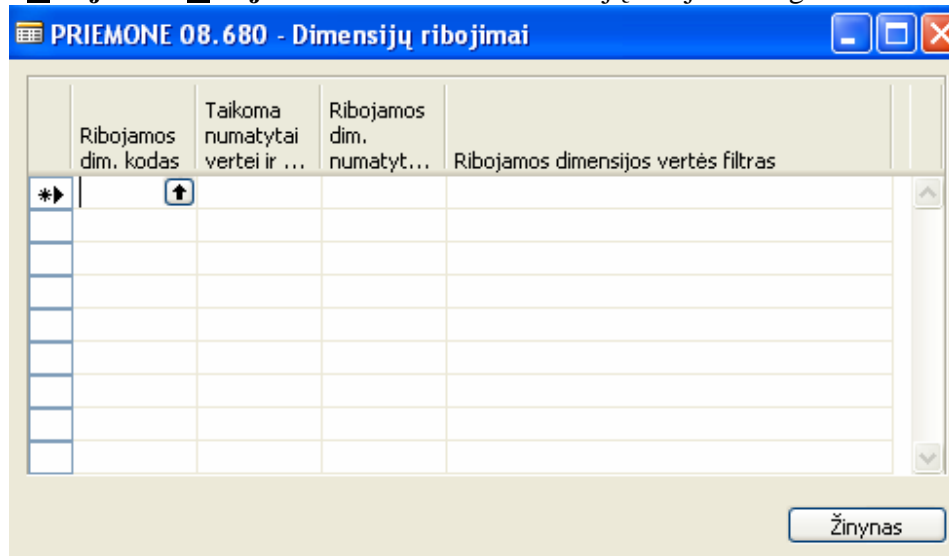 PRIEMONE 08.680 - Dimensijų ribojimai
Ribojamos
dim. kodas
Taikoma
numatytai
vertei ir ...
Ribojamos
dim.
numatyt...
Ribojamos dimensijos vertės filtras
Žinynas